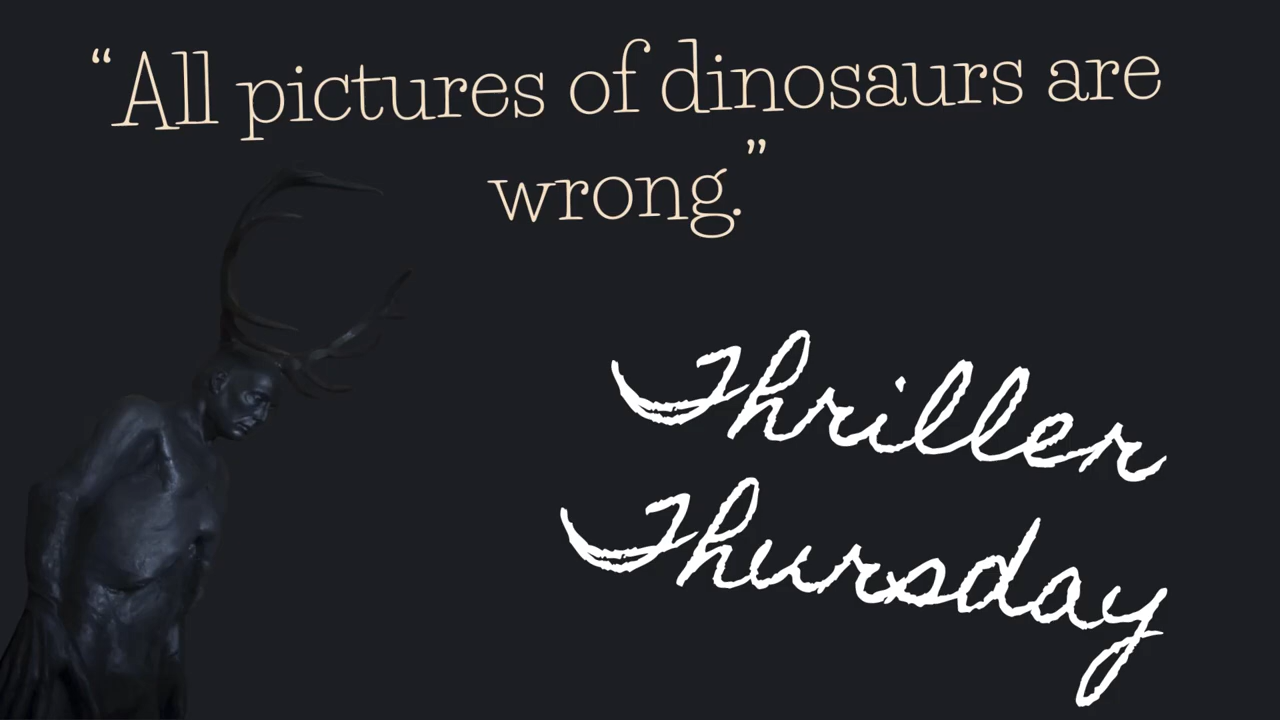 “All pictures of dinosaurs are
wrong.”
Thriller
Thursday